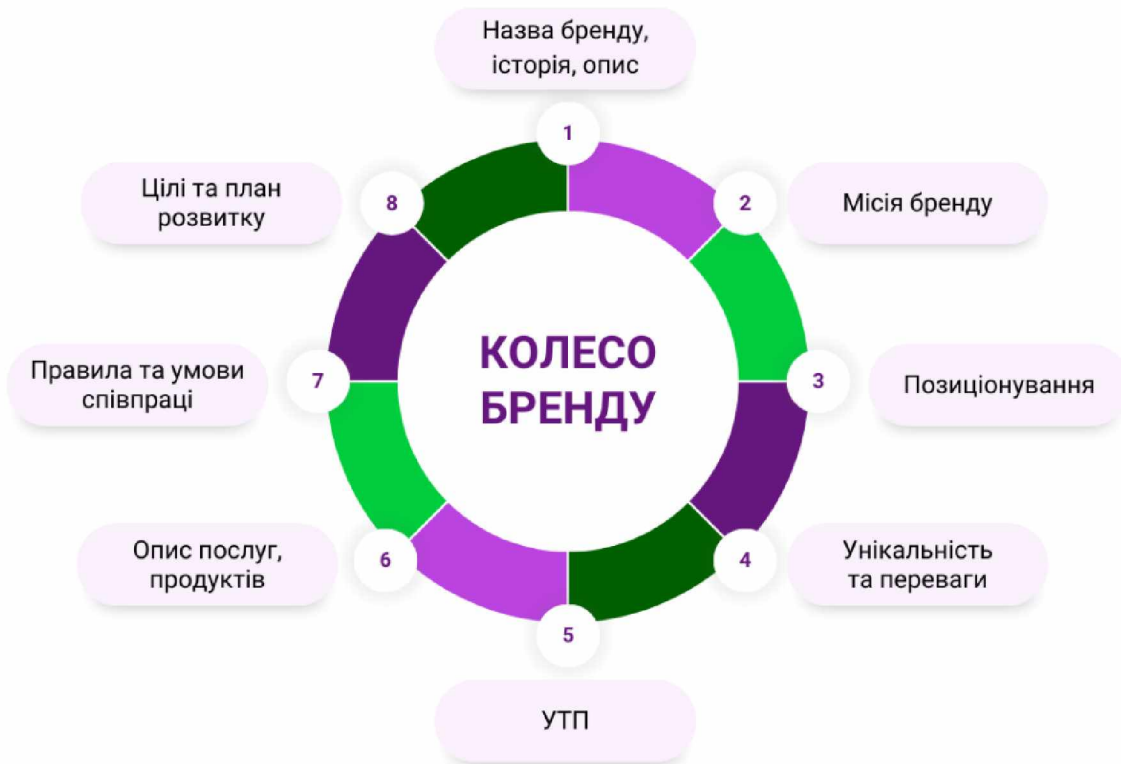 Назва бренду,
історія, опис
1
Цілі та план
розвитку
8
2
Місія бренду
КОЛЕСО
БРЕНДУ
Правила та умови
співпраці
7
3
Позиціонування
Опис послуг,
продуктів
6
4
Унікальність
та переваги
5
УТП